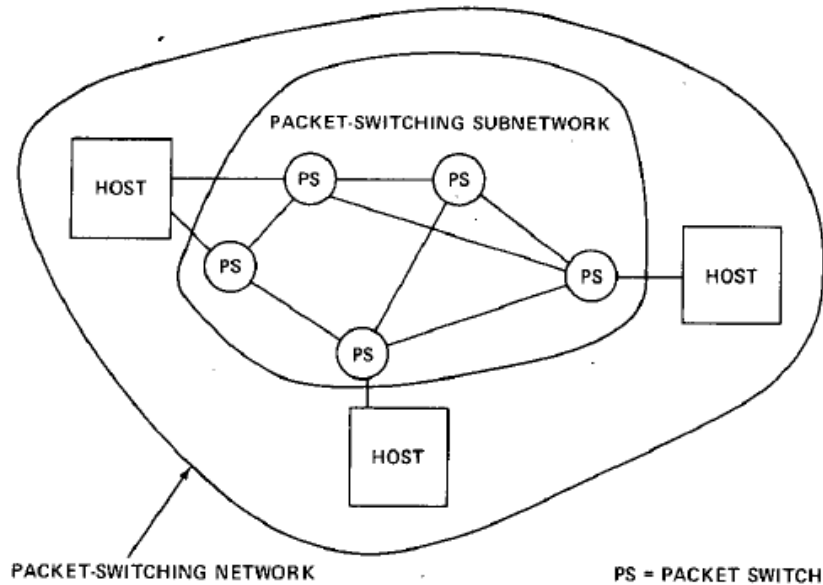 PACKET-SWITCHING SUBNETWORK
HOST
PS
PS
PS
PS
HOST
PS
HOST
PACKET-SWITCHING NETWORK
PS = PACKET SWITCH